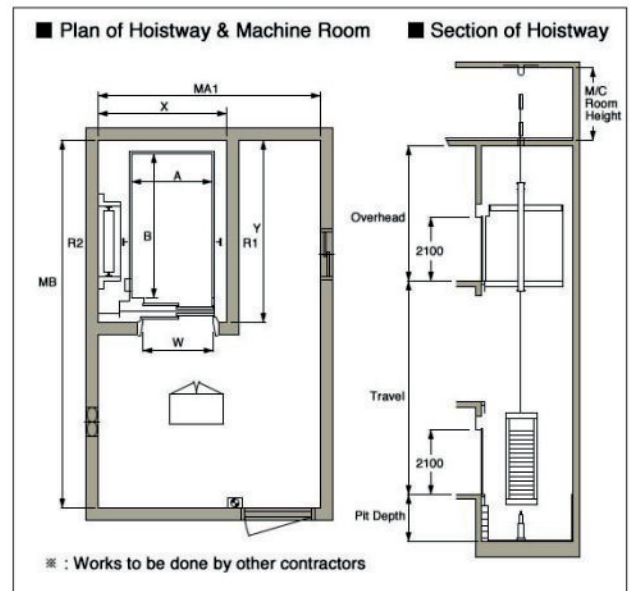 ■ Plan of Hoistway & Machine Room
MA1
X
A
B
Y
R1
R2
MB
W
※ : Works to be done by other contractors
■ Section of Hoistway
M/C
Room
Height
Overhead
2100
Travel
2100
Pit Depth